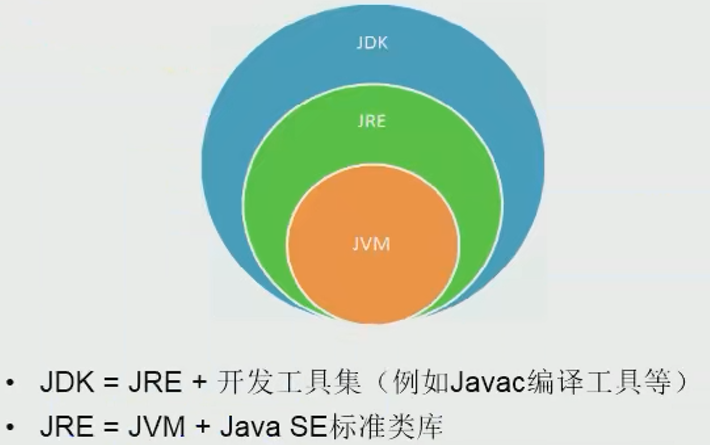 JDK
JRE
JVM
• JDK = JRE + 开发工具集（例如Javac编译工具等）
• JRE = JVM + Java SE标准类库